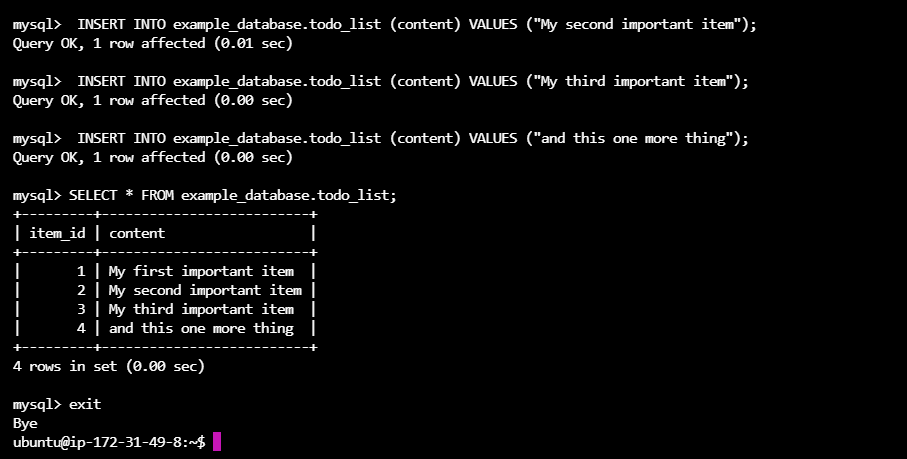 mysql>  INSERT INTO example_database.todo_list (content) VALUES ("My second important item");
Query OK, 1 row affected (0.01 sec)
mysql>  INSERT INTO example_database.todo_list (content) VALUES ("My third important item");
Query OK, 1 row affected (0.00 sec)
mysql>  INSERT INTO example_database.todo_list (content) VALUES ("and this one more thing");
Query OK, 1 row affected (0.00 sec)
mysql> SELECT * FROM example_database.todo_list;
+---------+--------------------------+
| item_id | content                  |
+---------+--------------------------+
|       1 | My first important item  |
|       2 | My second important item |
|       3 | My third important item  |
|       4 | and this one more thing  |
+---------+--------------------------+
4 rows in set (0.00 sec)
mysql> exit
Bye
ubuntu@ip-172-31-49-8:~$